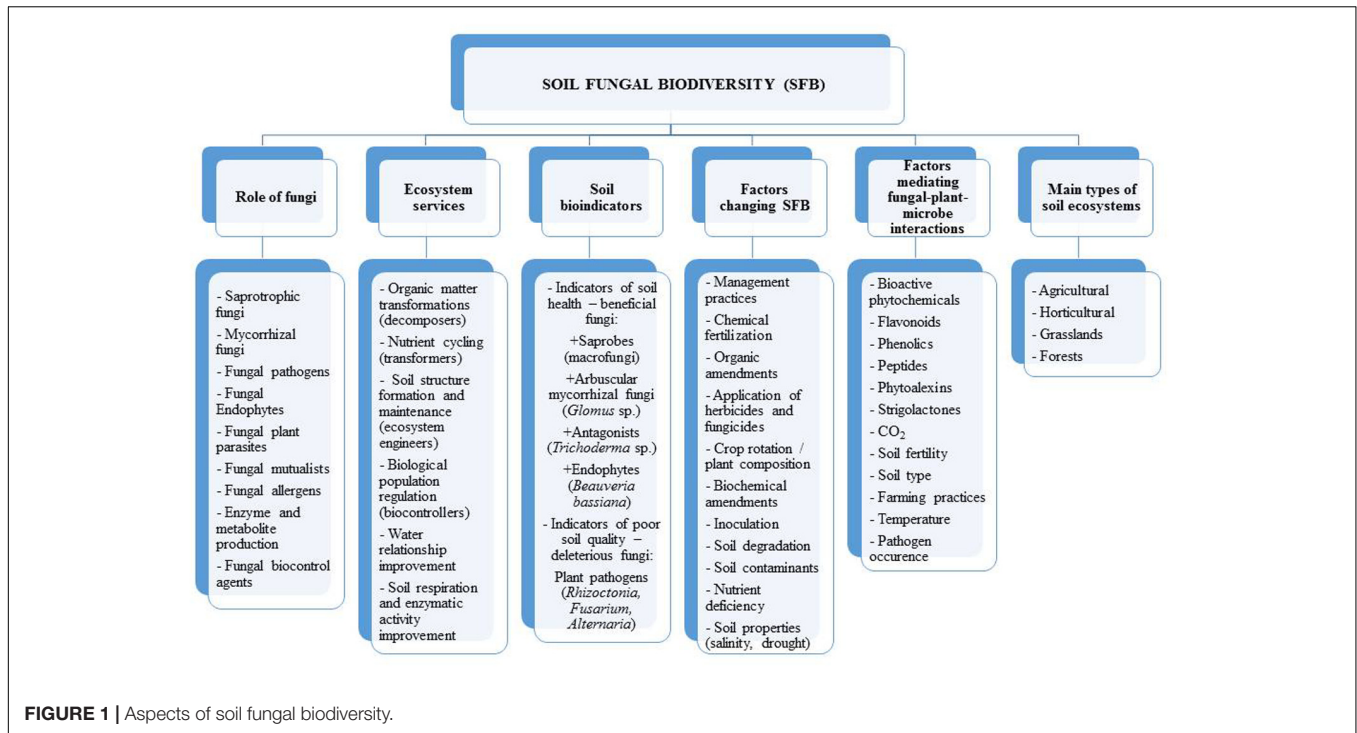 SOIL FUNGAL BIODIVERSITY (SFB)
Role of fungi
Ecosystem
services
Soil
bioindicators
Factors
changing SFB
Factors
mediating
fungal-plant-
microbe
interactions
Main types of
soil ecosystems
- Saprotrophic
fungi
- Mycorrhizal
fungi
- Fungal pathogens
- Fungal
Endophytes
- Fungal plant
parasites
- Fungal mutualists
- Fungal allergens
- Enzyme and
metabolite
production
- Fungal biocontrol
agents
- Organic matter
transformations
(decomposers)
- Nutrient cycling
(transformers)
- Soil structure
formation and
maintenance
(ecosystem
engineers)
- Biological
population
regulation
(biocontrollers)
- Water
relationship
improvement
- Soil respiration
and enzymatic
activity
improvement
- Indicators of soil
health – beneficial
fungi:
+Saprobes
(macrofungi)
+Arbuscular
mycorrhizal fungi
(Glomus sp.)
+Antagonists
(Trichoderma sp.)
+Endophytes
(Beauveria
bassiana)
- Indicators of poor
soil quality –
deleterious fungi:
Plant pathogens
(Rhizoctonia,
Fusarium,
Alternaria)
- Management
practices
- Chemical
fertilization
- Organic
amendments
- Application of
herbicides and
fungicides
- Crop rotation /
plant composition
- Biochemical
amendments
- Inoculation
- Soil degradation
- Soil contaminants
- Nutrient
deficiency
- Soil properties
(salinity, drought)
- Bioactive
phytochemicals
- Flavonoids
- Phenolics
- Peptides
- Phytoalexins
- Strigolactones
- CO₂
- Soil fertility
- Soil type
- Farming practices
- Temperature
- Pathogen
occurence
- Agricultural
- Horticultural
- Grasslands
- Forests
FIGURE 1 | Aspects of soil fungal biodiversity.